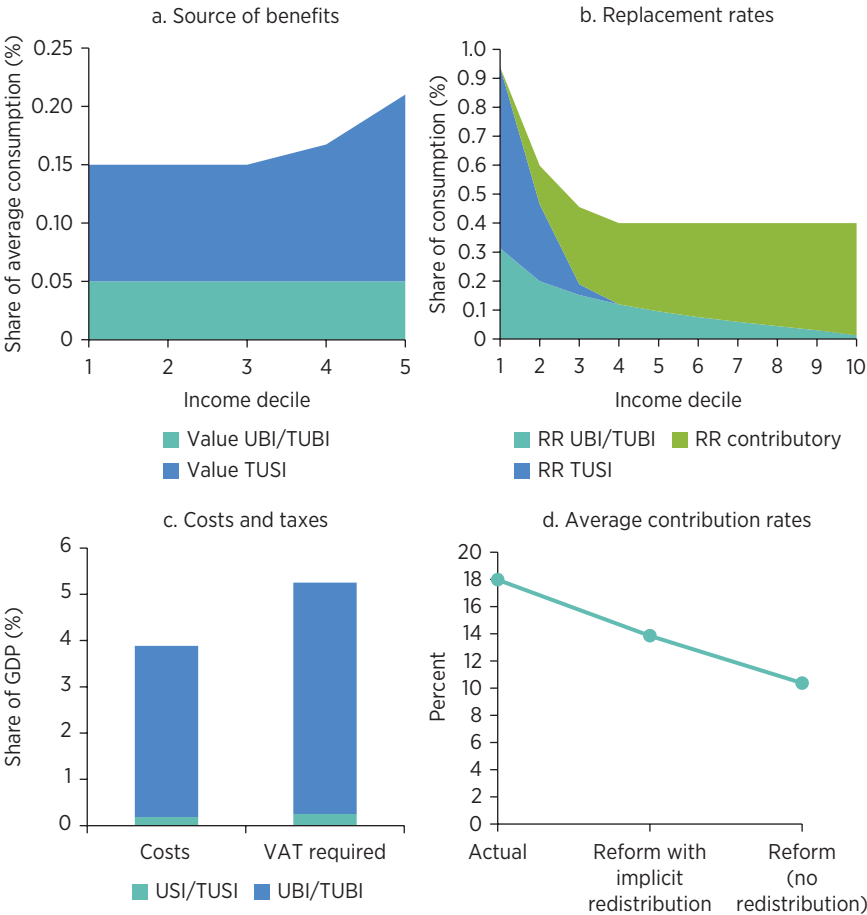 a. Source of benefits
Share of average consumption (%)
0.25
0.20
0.15
0.10
0.05
0
1 2 3 4 5
Income decile
Value UBI/TUBI
Value TUSI
b. Replacement rates
Share of consumption (%)
1.0
0.9
0.8
0.7
0.6
0.5
0.4
0.3
0.2
0.1
0
1 2 3 4 5 6 7 8 9 10
Income decile
RR UBI/TUBI RR contributory
RR TUSI
c. Costs and taxes
Share of GDP (%)
6
5
4
3
2
1
0
Costs VAT required
USI/TUSI UBI/TUBI
d. Average contribution rates
Percent
20
18
16
14
12
10
8
6
4
2
0
Actual
Reform with
implicit
redistribution
Reform
(no
redistribution)